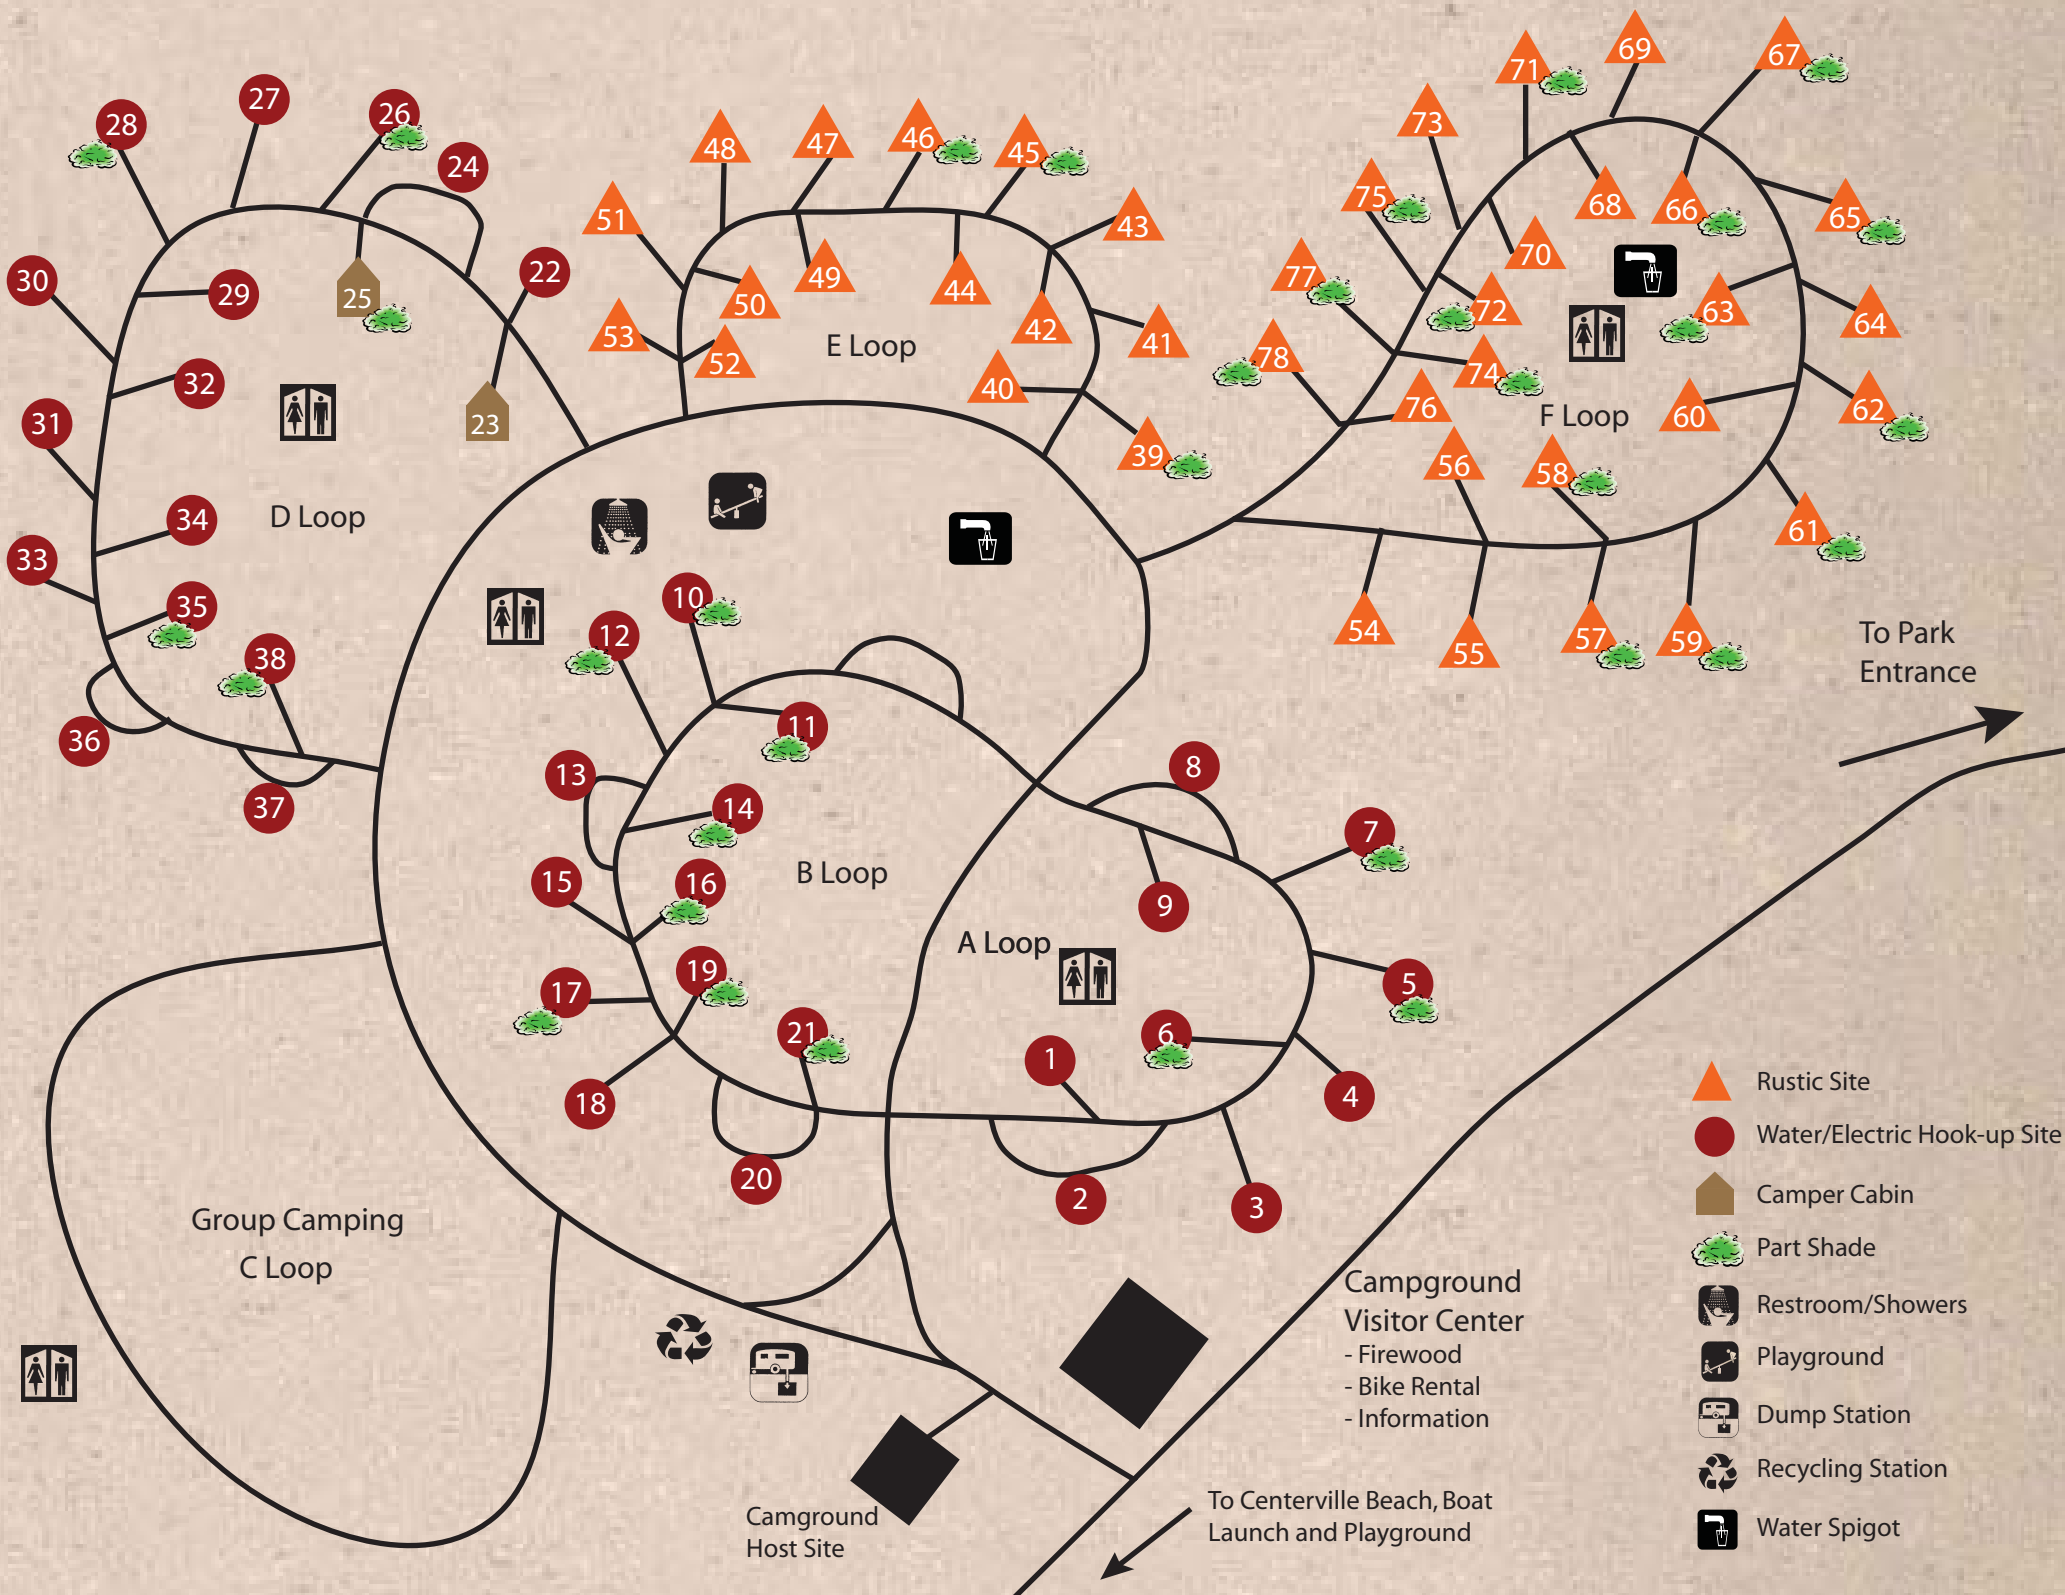 69
67
71
27
26
28
73
24
48
47
46
45
75
51
43
68
66
65
70
22
30
29
25
77
50
49
44
42
41
72
63
64
53
52
E Loop
78
74
32
40
76
F Loop
60
62
31
23
39
56
58
34
D Loop
61
33
10
35
12
54
55
57
59
To Park
Entrance
38
36
11
13
8
37
14
7
15
16
B Loop
9
A Loop
19
17
5
21
6
1
18
4
Rustic Site
Water/Electric Hook-up Site
20
2
3
Camper Cabin
Group Camping
C Loop
Part Shade
Campground
Visitor Center
- Firewood
- Bike Rental
- Information
Restroom/Showers
Playground
Dump Station
Recycling Station
Water Spigot
Camground
Host Site
To Centerville Beach, Boat
Launch and Playground